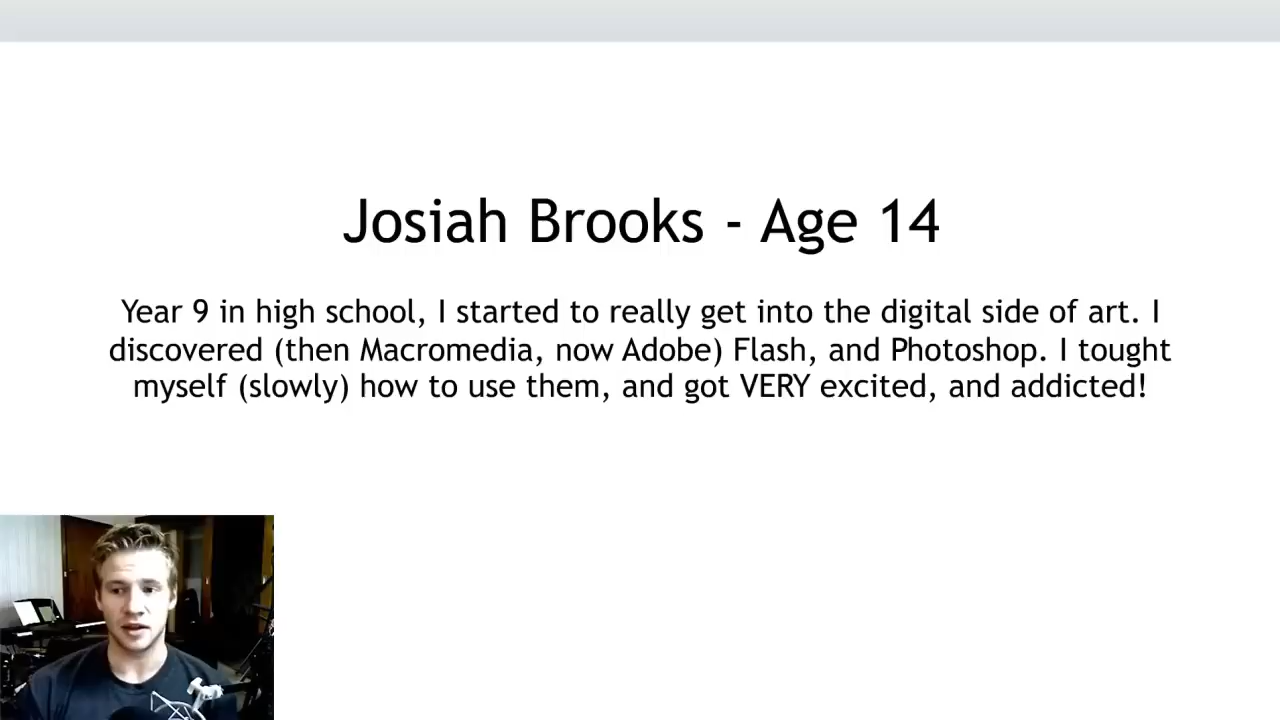 Josiah Brooks - Age 14
Year 9 in high school, I started to really get into the digital side of art. I
discovered (then Macromedia, now Adobe) Flash, and Photoshop. I tought
myself (slowly) how to use them, and got VERY excited, and addicted!